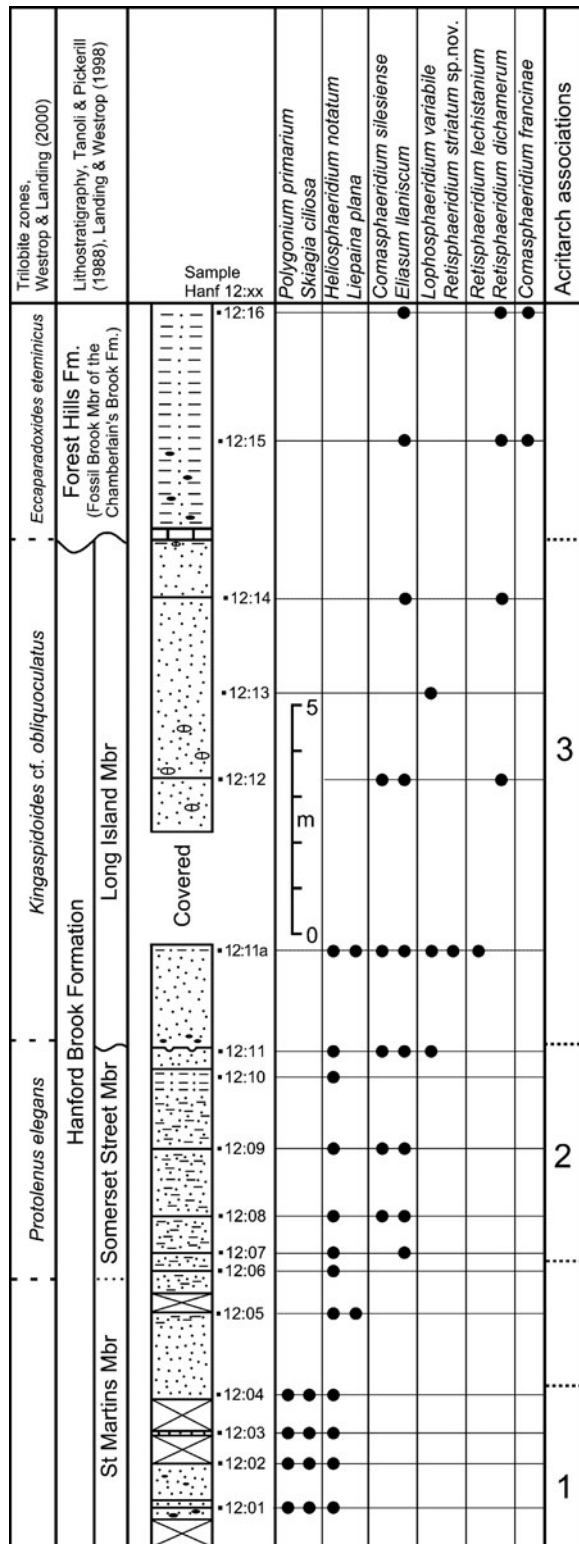 Trilobite zones,
Westrop & Landing (2000)
Lithostratigraphy, Tanoli & Pickerill
(1988), Landing & Westrop (1998)
Sample
Hanf 12:xx
Polygonium primarium
Skiagia ciliosa
Heliosphaeridium notatum
Liepaina plana
Comasphaeridium silesiense
Eliasum llaniscum
Lophosphaeridium variabile
Retisphaeridium striatum sp.nov.
Retisphaeridium lechistanium
Retisphaeridium dichamerum
Comasphaeridium francinae
Acritarch associations
Eccaparadoxides eteminicus
Forest Hills Fm.
(Fossil Brook Mbr of the
Chamberlain's Brook Fm.)
12:16
12:15
Kingaspidoides cf. obliquoculatus
Hanford Brook Formation
Long Island Mbr
12:14
12:13
12:12
Covered
5
m
0
3
12:11a
Protolenus elegans
Somerset Street Mbr
12:11
12:10
12:09
12:08
12:07
12:06
2
St Martins Mbr
12:05
12:04
12:03
12:02
12:01
1